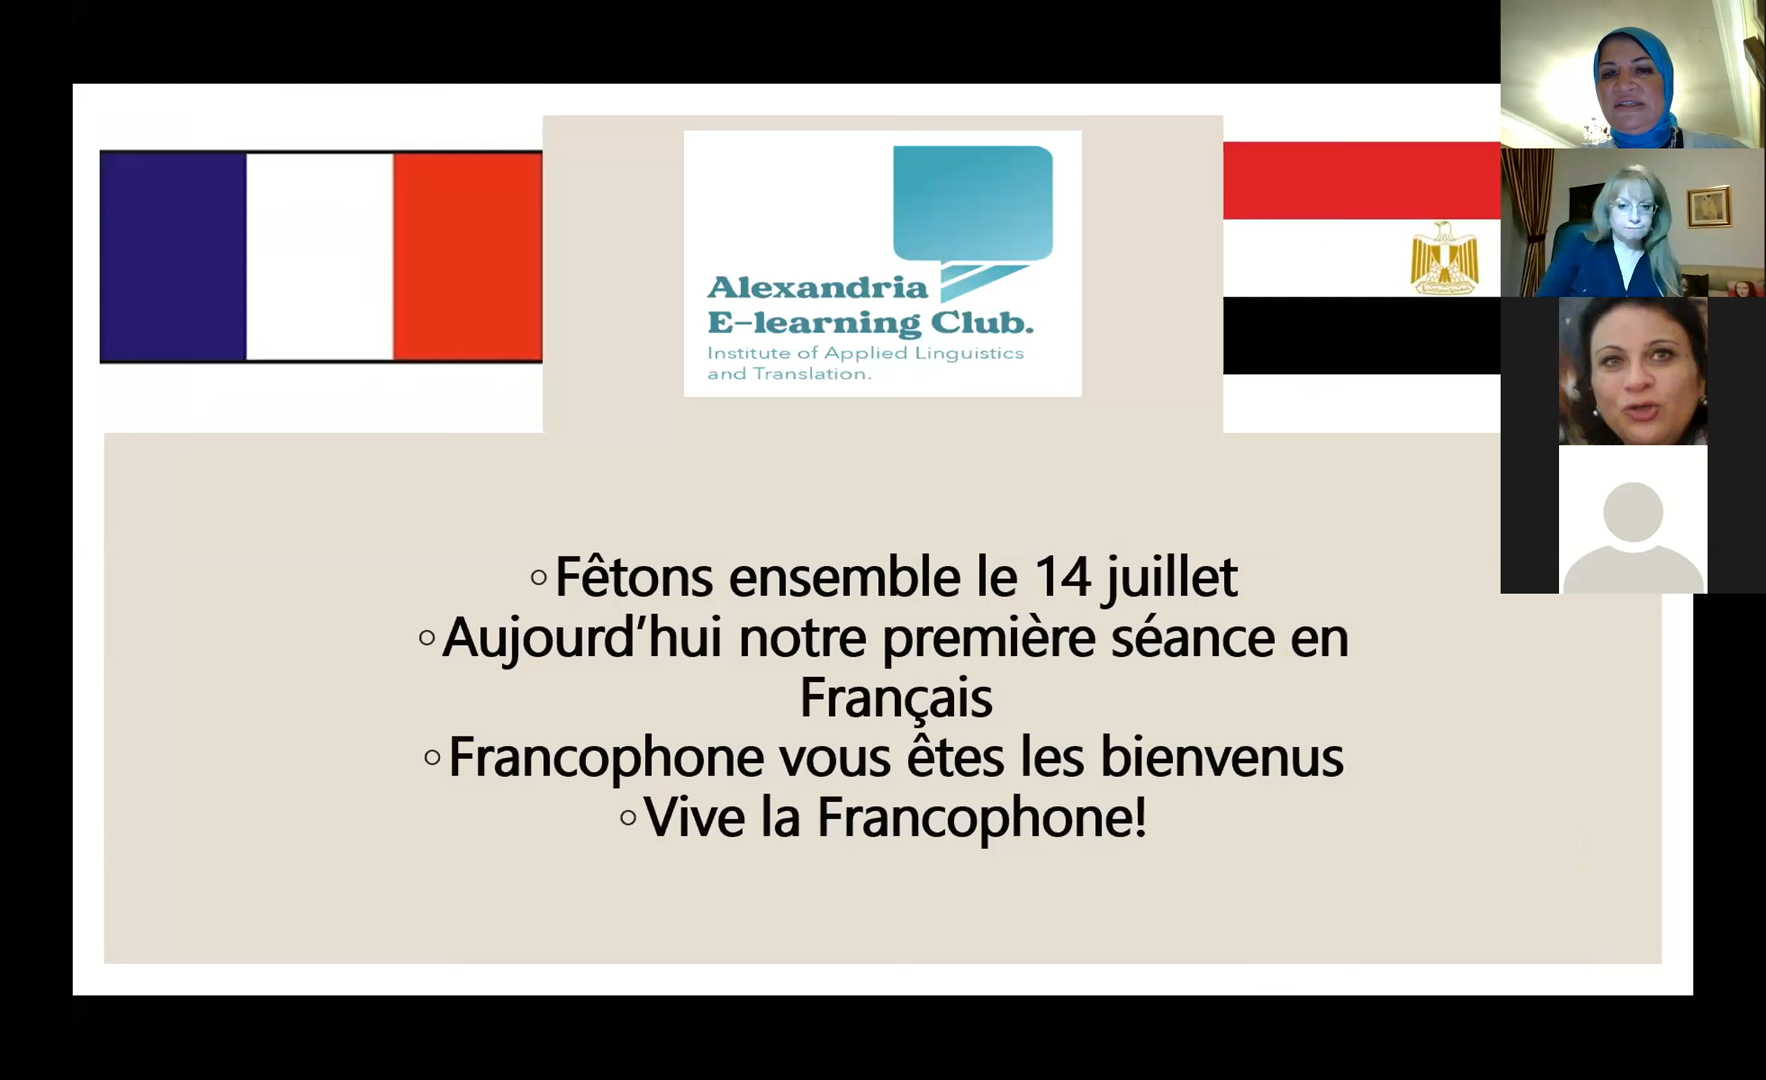 Alexandria
E-learning Club.
Institute of Applied Linguistics
and Translation.
Fêtons ensemble le 14 juillet
Aujourd’hui notre première séance en
Français
Francophone vous êtes les bienvenus
Vive la Francophone!